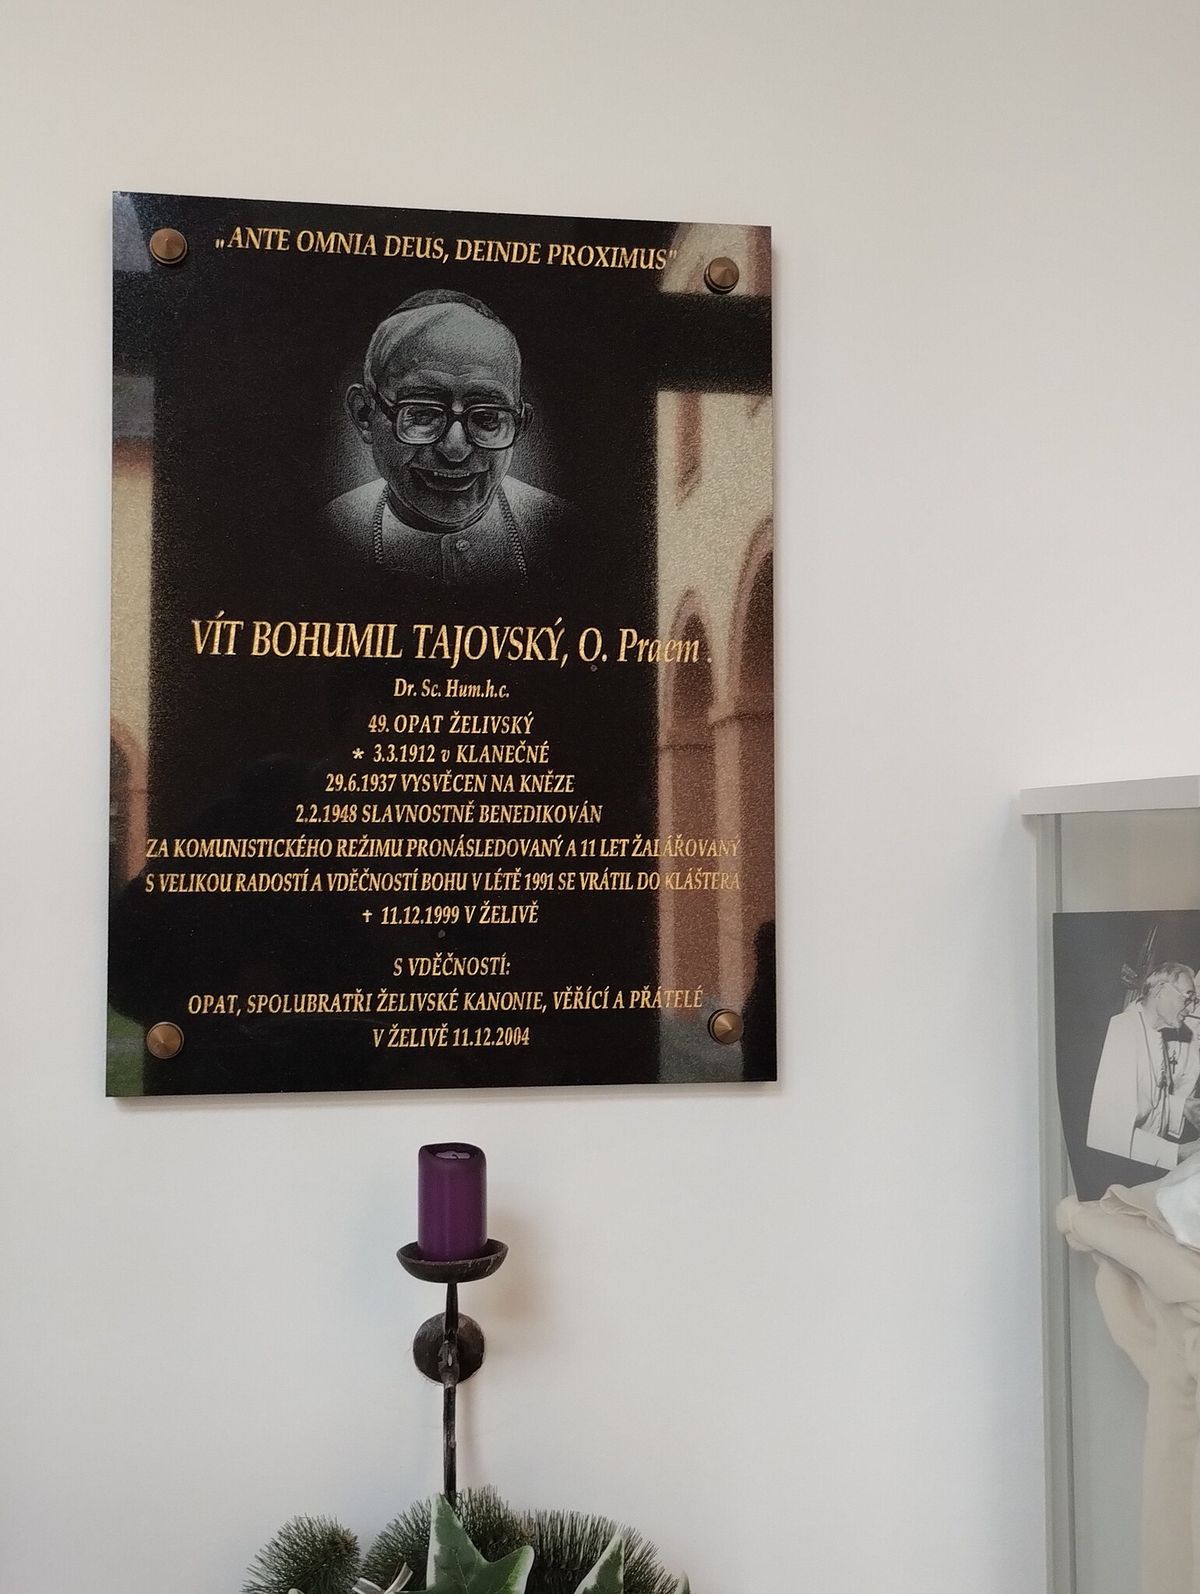 „ANTE OMNIA DEUS, DEINDE PROXIMUS"
VÍT BOHUMIL TAJOVSKÝ, O. Praem.
Dr. Sc. Hum.h.c.
49. OPAT ŽELIVSKÝ
* 3.3.1912 v KLANEČNÉ
29.6.1937 VYSVĚCEN NA KNĚZE
2.2.1948 SLAVNOSTNĚ BENEDIKOVÁN
ZA KOMUNISTICKÉHO REŽIMU PRONÁSLEDOVANÝ A 11 LET ŽALÁŘOVANÝ
S VELIKOU RADOSTÍ A VDĚČNOSTÍ BOHU V LÉTĚ 1991 SE VRÁTIL DO KLÁŠTERA
† 11.12.1999 V ŽELIVĚ
S VDĚČNOSTÍ:
OPAT, SPOLUBRATŘI ŽELIVSKÉ KANONIE, VĚŘÍCÍ A PŘÁTELÉ
V ŽELIVĚ 11.12.2004